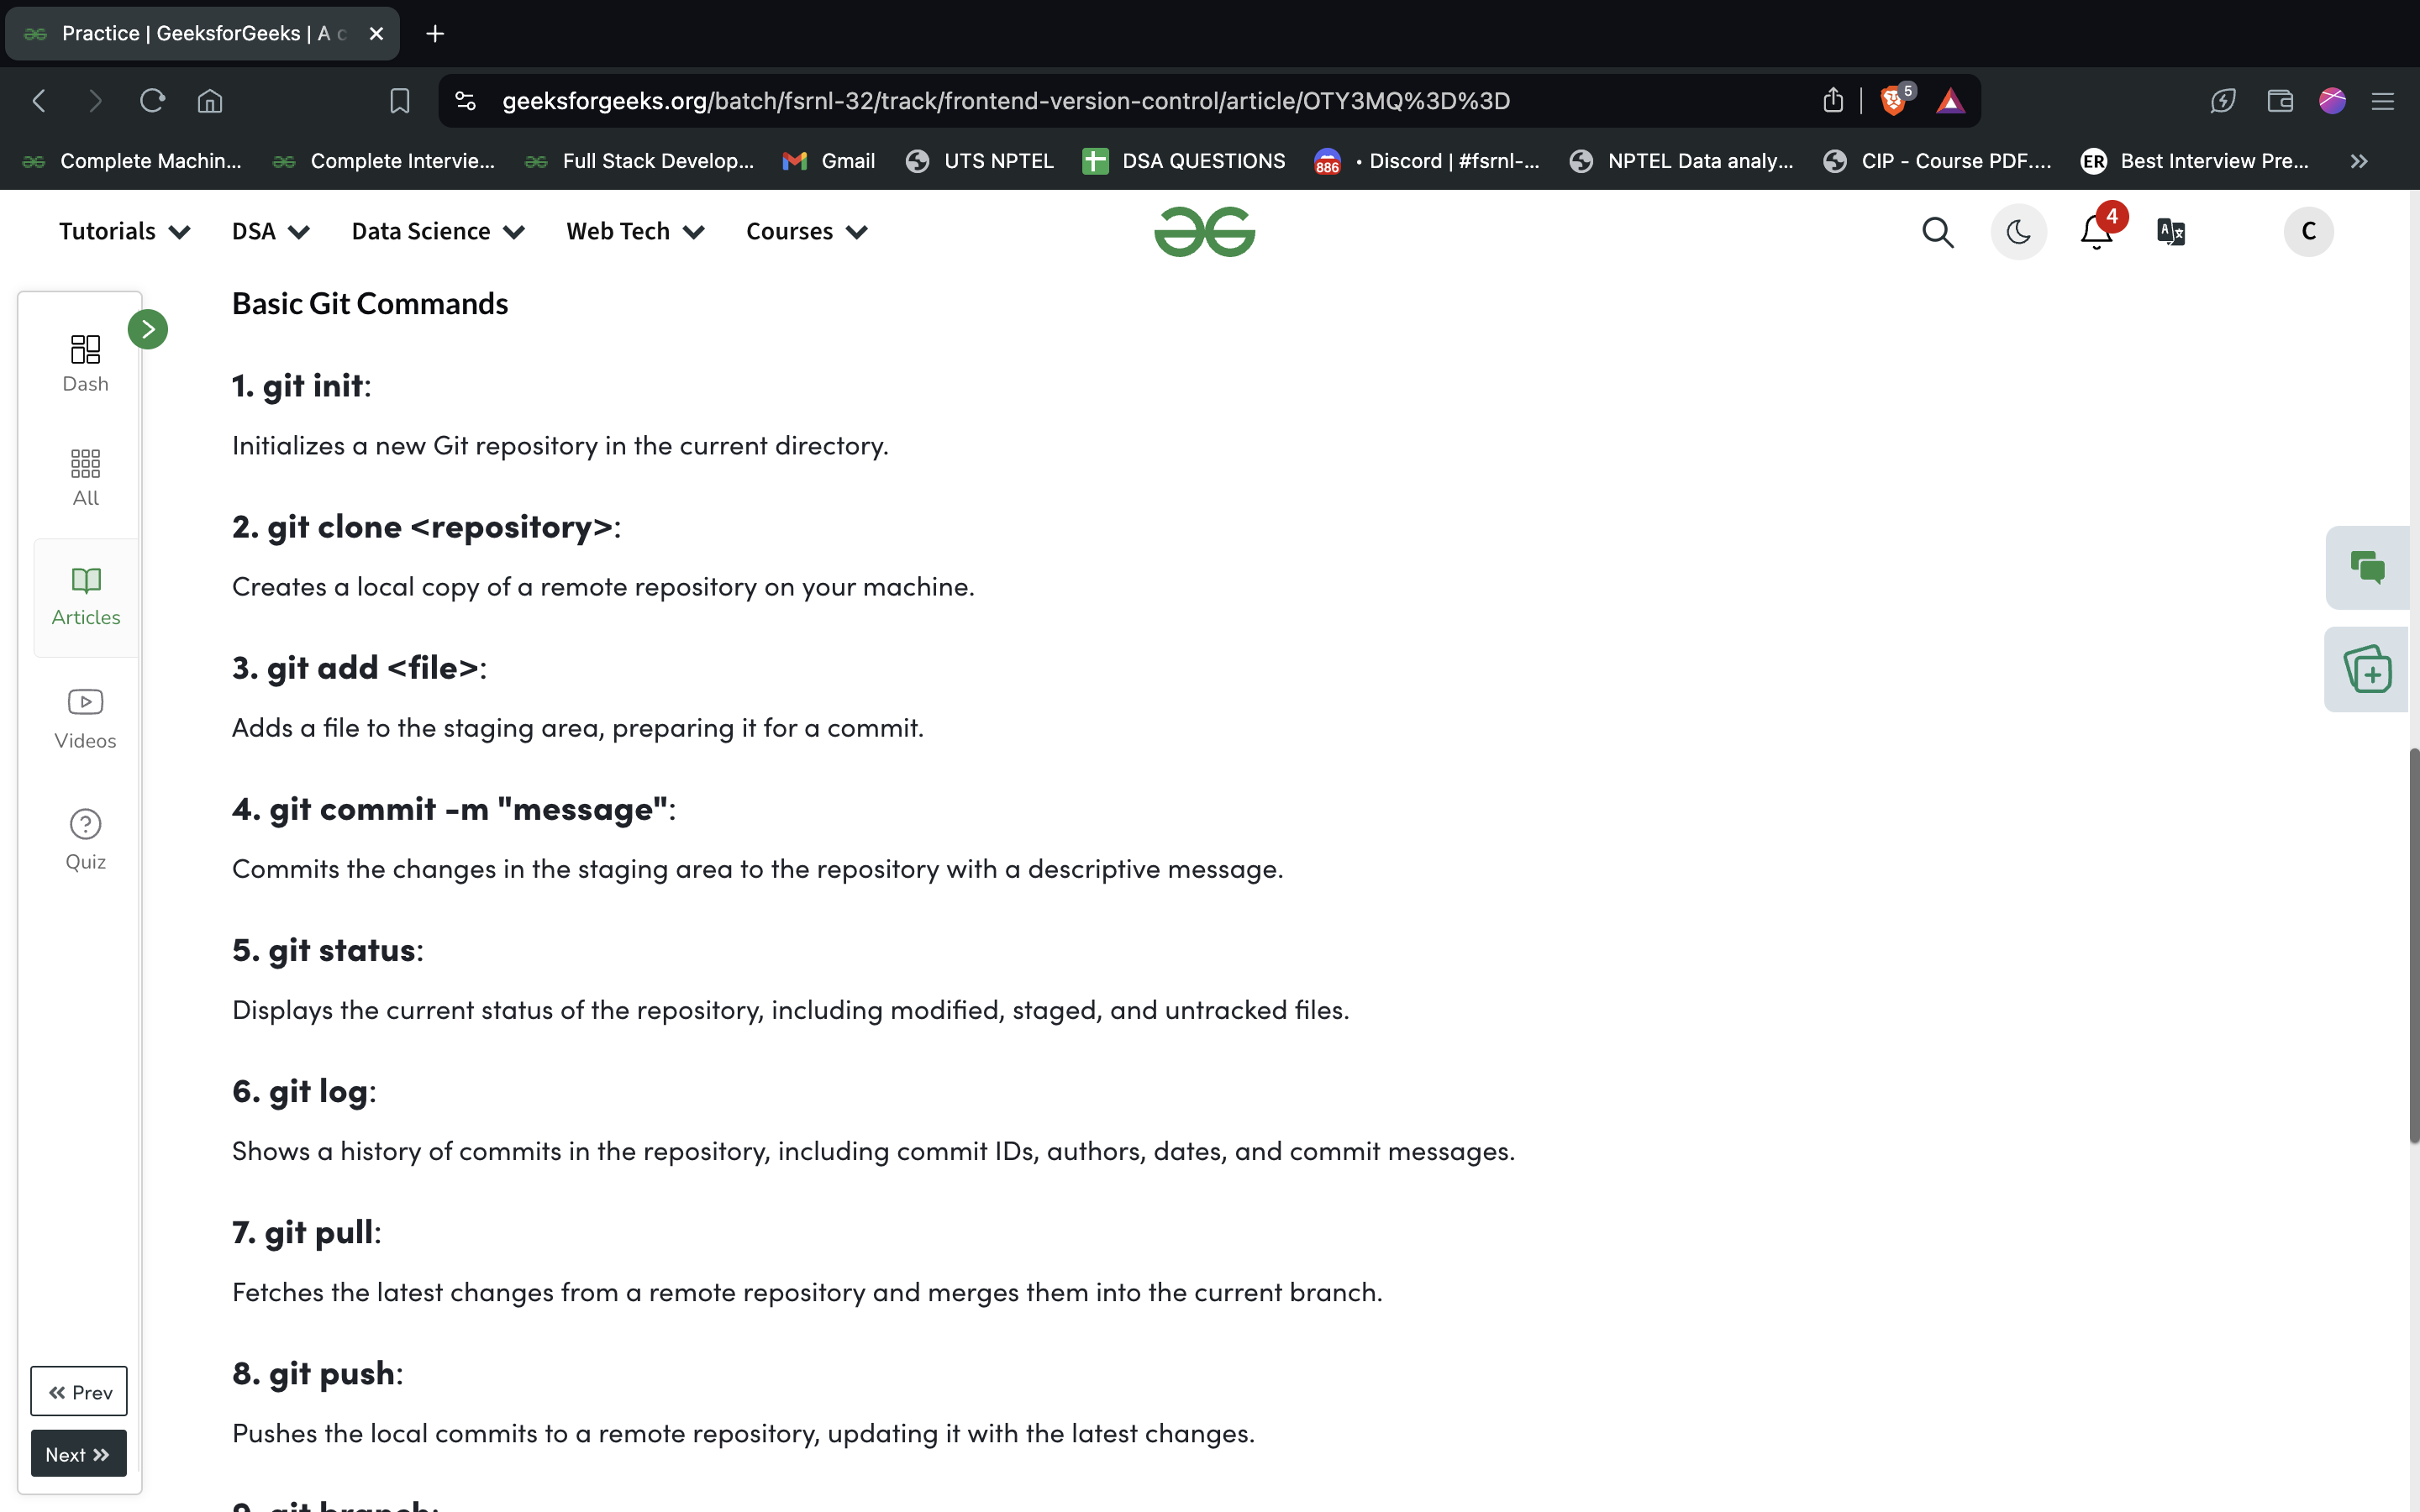 Practice | GeeksforGeeks | A c
geeksforgeeks.org/batch/fsrnl-32/track/frontend-version-control/article/OTY3MQ%3D%3D
5
Complete Machin...
Complete Intervie...
Full Stack Develop...
Gmail
UTS NPTEL
DSA QUESTIONS
886
• Discord | #fsrnl-...
NPTEL Data analy...
CIP - Course PDF....
ER
Best Interview Pre...
Tutorials
DSA
Data Science
Web Tech
Courses
4
C
Dash
All
Articles
Videos
Quiz
« Prev
Next »
Basic Git Commands
1. git init:
Initializes a new Git repository in the current directory.
2. git clone <repository>:
Creates a local copy of a remote repository on your machine.
3. git add <file>:
Adds a file to the staging area, preparing it for a commit.
4. git commit -m "message":
Commits the changes in the staging area to the repository with a descriptive message.
5. git status:
Displays the current status of the repository, including modified, staged, and untracked files.
6. git log:
Shows a history of commits in the repository, including commit IDs, authors, dates, and commit messages.
7. git pull:
Fetches the latest changes from a remote repository and merges them into the current branch.
8. git push:
Pushes the local commits to a remote repository, updating it with the latest changes.
9. git branch: